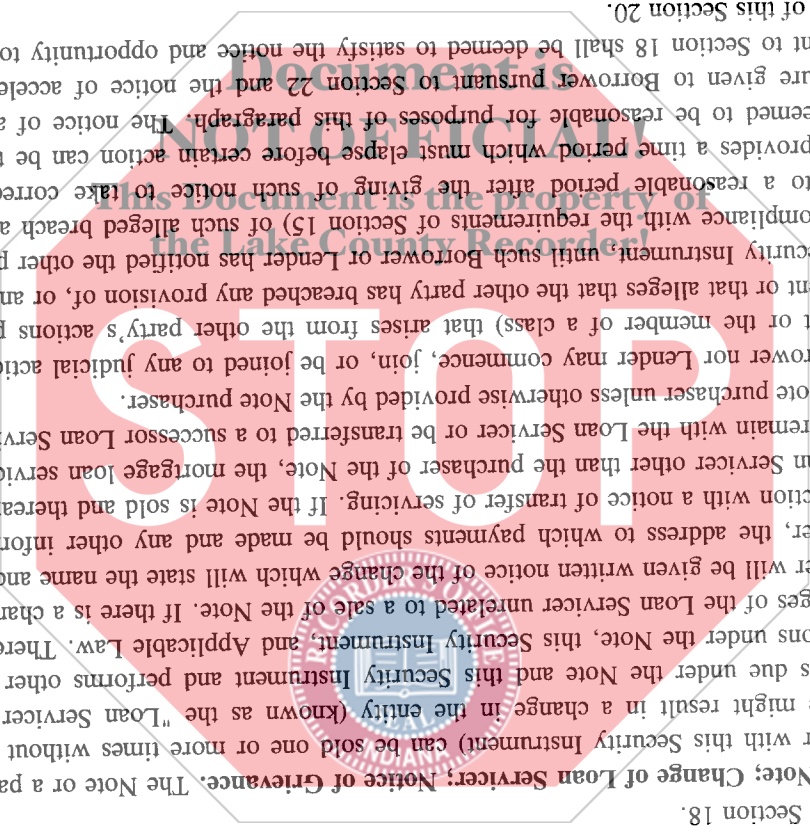 Section 18.
Note; Change of Loan Servicer; Notice of Grievance. The Note or a pa
r with this Security Instrument) can be sold one or more times without
might result in a change in the entity (known as the "Loan Servicer
s due under the Note and this Security Instrument and performs other
ons under the Note, this Security Instrument, and Applicable Law. There
ges of the Loan Servicer unrelated to a sale of the Note. If there is a chan
er will be given written notice of the change which will state the name and
er, the address to which payments should be made and any other infor
ction with a notice of transfer of servicing. If the Note is sold and therea
an Servicer other than the purchaser of the Note, the mortgage loan servic
remain with the Loan Servicer or be transferred to a successor Loan Servi
ote purchaser unless otherwise provided by the Note purchaser.
rower nor Lender may commence, join, or be joined to any judicial actio
t or the member of a class) that arises from the other party's actions p
nt or that alleges that the other party has breached any provision of, or an
ecurity Instrument, until such Borrower or Lender has notified the other p
ompliance with the requirements of Section 15) of such alleged breach a
to a reasonable period after the giving of such notice to take correc
provides a time period which must elapse before certain action can be t
eemed to be reasonable for purposes of this paragraph. The notice of a
ure given to Borrower pursuant to Section 22 and the notice of accele
nt to Section 18 shall be deemed to satisfy the notice and opportunity to
of this Section 20.
Document is
NOT OFFICIAL!
This Document is the property of
the Lake County Recorder!
STOP
RECORDER'S OFFICE
SEAL
INDIANA